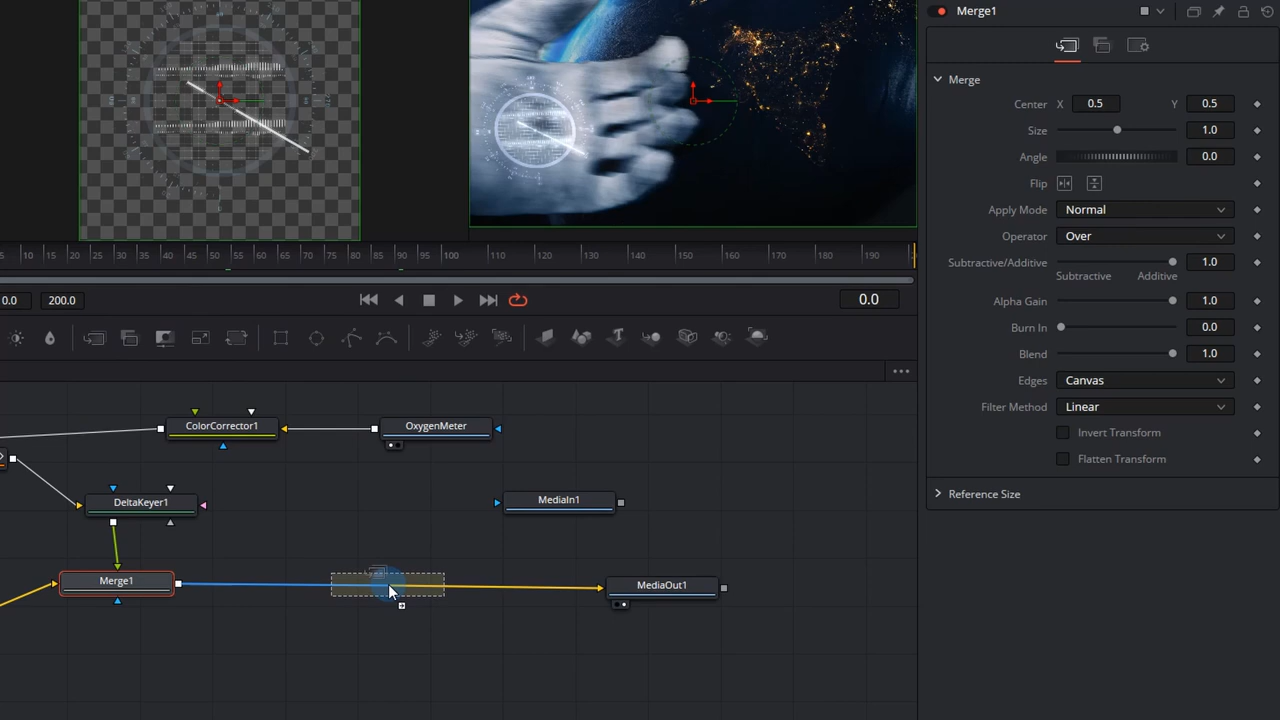 Merge1
Merge
Center X 0.5 Y 0.5
Size 1.0
Angle 0.0
Flip
Apply Mode Normal
Operator Over
Subtractive/Additive 1.0
Subtractive Additive
Alpha Gain 1.0
Burn In 0.0
Blend 1.0
Edges Canvas
Filter Method Linear
Invert Transform
Flatten Transform
Reference Size
5 10 15 20 25 30 35 40 45 50 55 60 65 70 75 80 85 90 95 100 110 120 130 140 150 160 170 180 190
0.0 200.0 0.0
ColorCorrector1 OxygenMeter
DeltaKeyer1 MediaIn1
Merge1 MediaOut1